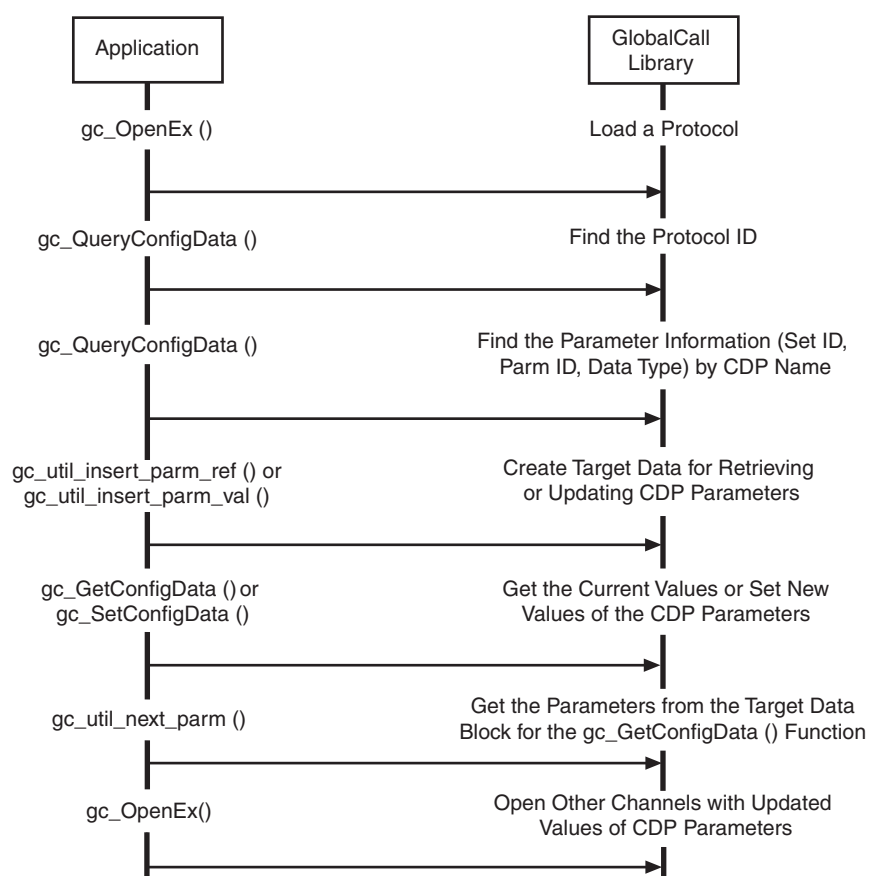 Application
GlobalCall
Library
gc_OpenEx ()
Load a Protocol
gc_QueryConfigData ()
Find the Protocol ID
gc_QueryConfigData ()
Find the Parameter Information (Set ID,
Parm ID, Data Type) by CDP Name
gc_util_insert_parm_ref () or
gc_util_insert_parm_val ()
Create Target Data for Retrieving
or Updating CDP Parameters
gc_GetConfigData () or
gc_SetConfigData ()
Get the Current Values or Set New
Values of the CDP Parameters
gc_util_next_parm ()
Get the Parameters from the Target Data
Block for the gc_GetConfigData () Function
gc_OpenEx()
Open Other Channels with Updated
Values of CDP Parameters